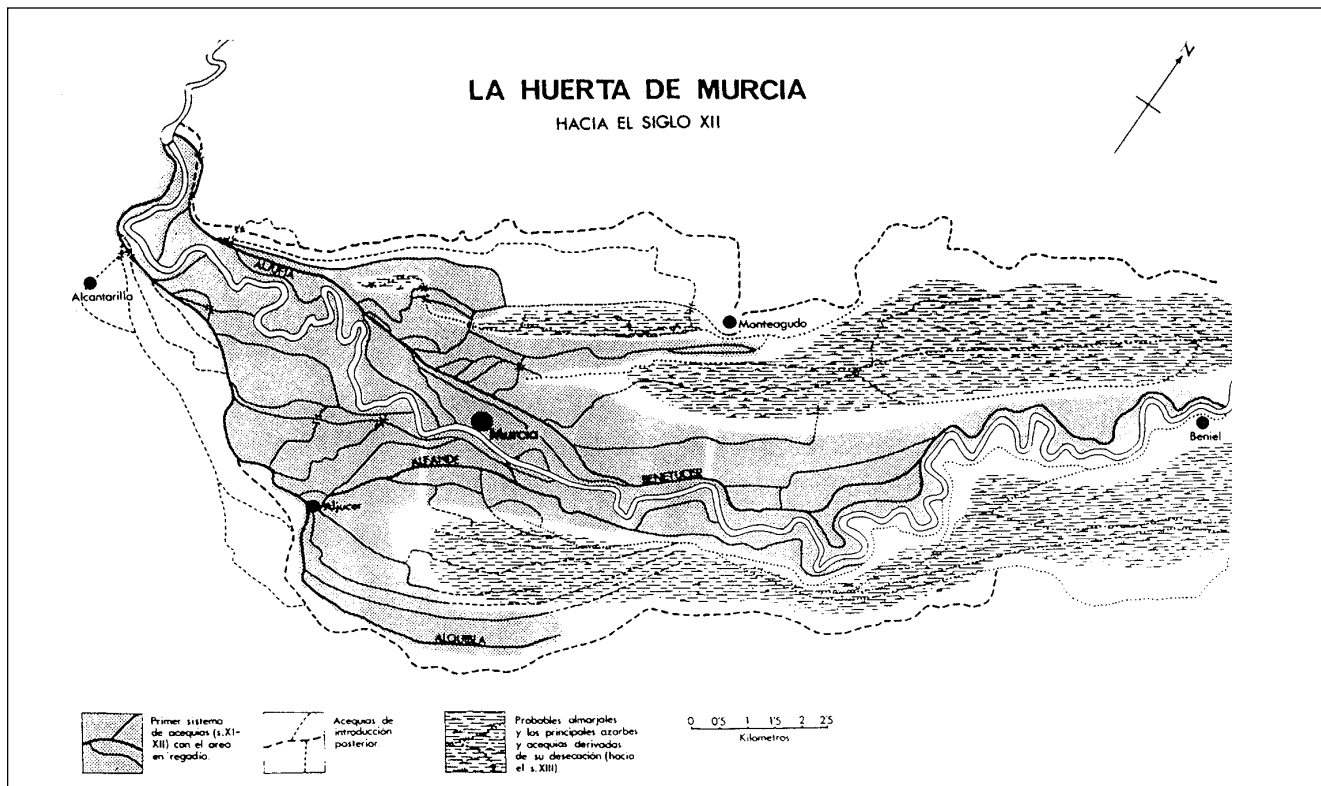 LA HUERTA DE MURCIA
HACIA EL SIGLO XII
N
ALJUFIA
Alcantarilla
Monteagudo
Murcia
Beniel
ALFANDE
BENETUCER
Aljucer
ALQUIBLA
Primer sistema
de acequias (s.XI-
XII) con el area
en regadío.
Acequias de
introducción
posterior.
Probables almarjales
y los principales azarbes
y acequias derivadas
de su desecación (hacia
el s.XIII)
0 0'5 1 1'5 2 2'5
Kilometros